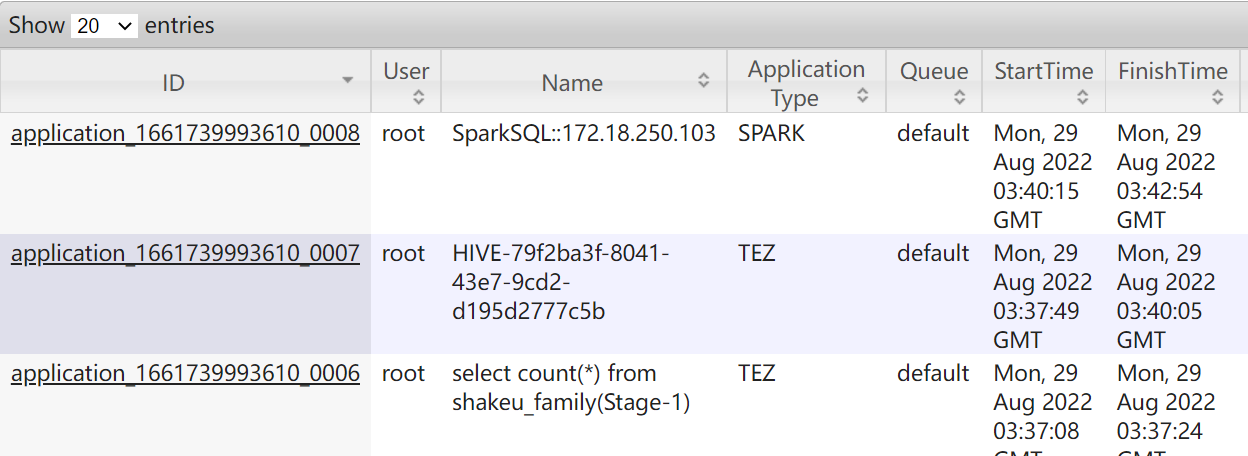 Show 20 entries
ID User Name Application Type Queue StartTime FinishTime
application_1661739993610_0008 root SparkSQL::172.18.250.103 SPARK default Mon, 29 Mon, 29
Aug 2022 Aug 2022
03:40:15 03:42:54
GMT GMT
application_1661739993610_0007 root HIVE-79f2ba3f-8041- TEZ default Mon, 29 Mon, 29
43e7-9cd2- Aug 2022 Aug 2022
d195d2777c5b 03:37:49 03:40:05
GMT GMT
application_1661739993610_0006 root select count(*) from TEZ default Mon, 29 Mon, 29
shakeu_family(Stage-1) Aug 2022 Aug 2022
03:37:08 03:37:24
GMT GMT